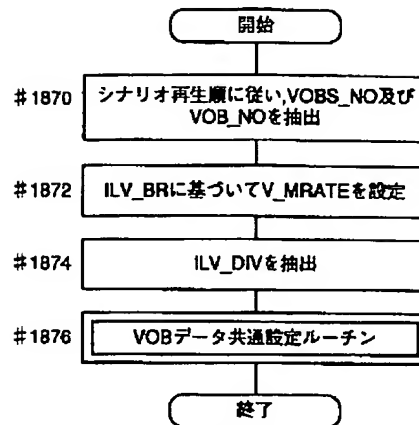 開始
#1870
シナリオ再生順に従い,VOBS_NO及び
VOB_NOを抽出
#1872
ILV_BRに基づいてV_MRATEを設定
#1874
ILV_DIVを抽出
#1876
VOBデータ共通設定ルーチン
終了